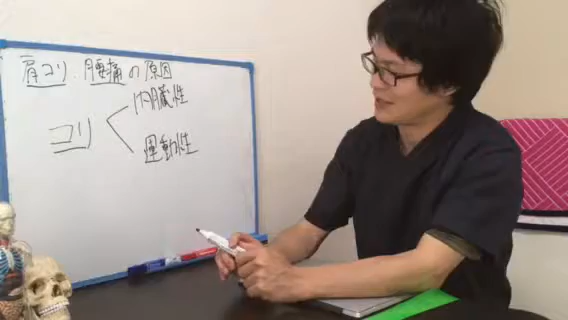 肩コリ、腰痛の原因
コリ
内臓性
運動性